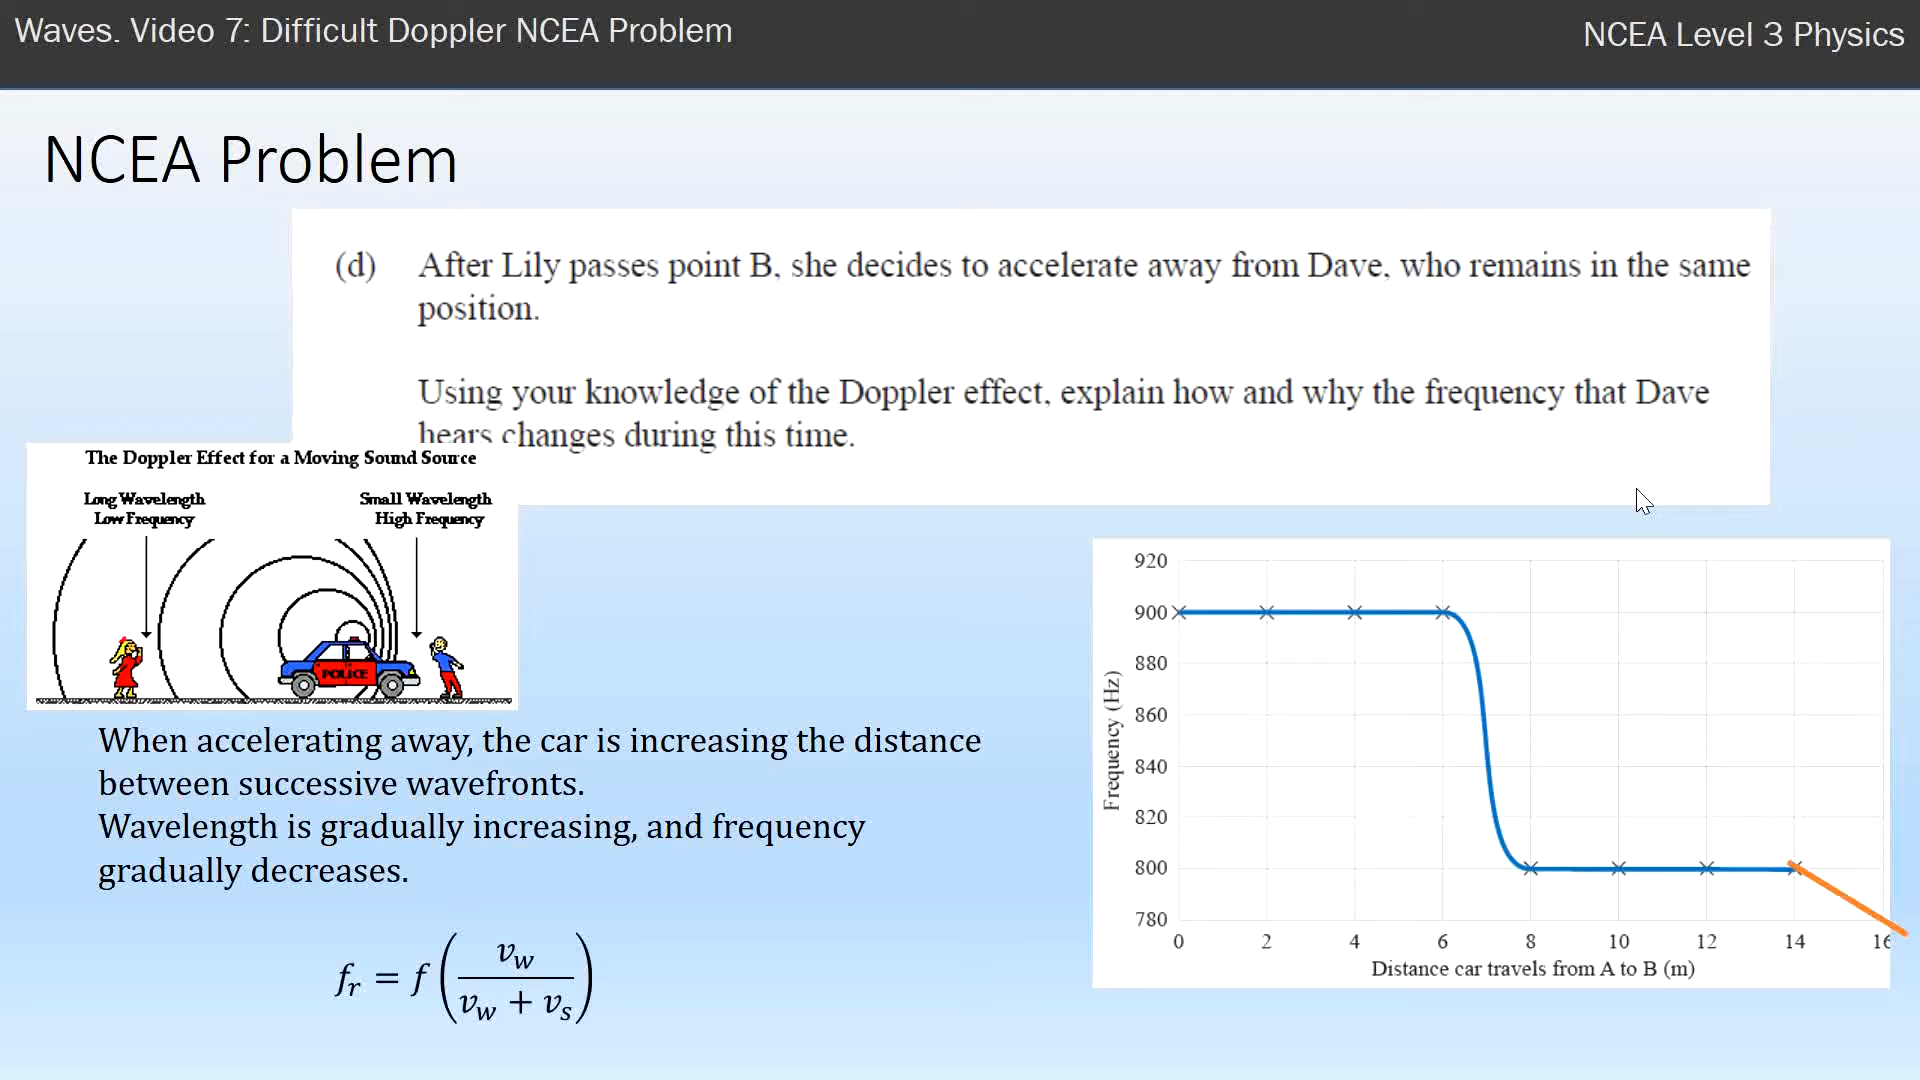 Waves. Video 7: Difficult Doppler NCEA Problem
NCEA Level 3 Physics
NCEA Problem
(d) After Lily passes point B, she decides to accelerate away from Dave, who remains in the same
position.
Using your knowledge of the Doppler effect, explain how and why the frequency that Dave
hears changes during this time.
The Doppler Effect for a Moving Sound Source
Long Wavelength
Low Frequency
Small Wavelength
High Frequency
POLICE
When accelerating away, the car is increasing the distance
between successive wavefronts.
Wavelength is gradually increasing, and frequency
gradually decreases.
f_r = f (v_w / (v_w + v_s))
Frequency (Hz)
920
900
880
860
840
820
800
780
0 2 4 6 8 10 12 14 16
Distance car travels from A to B (m)